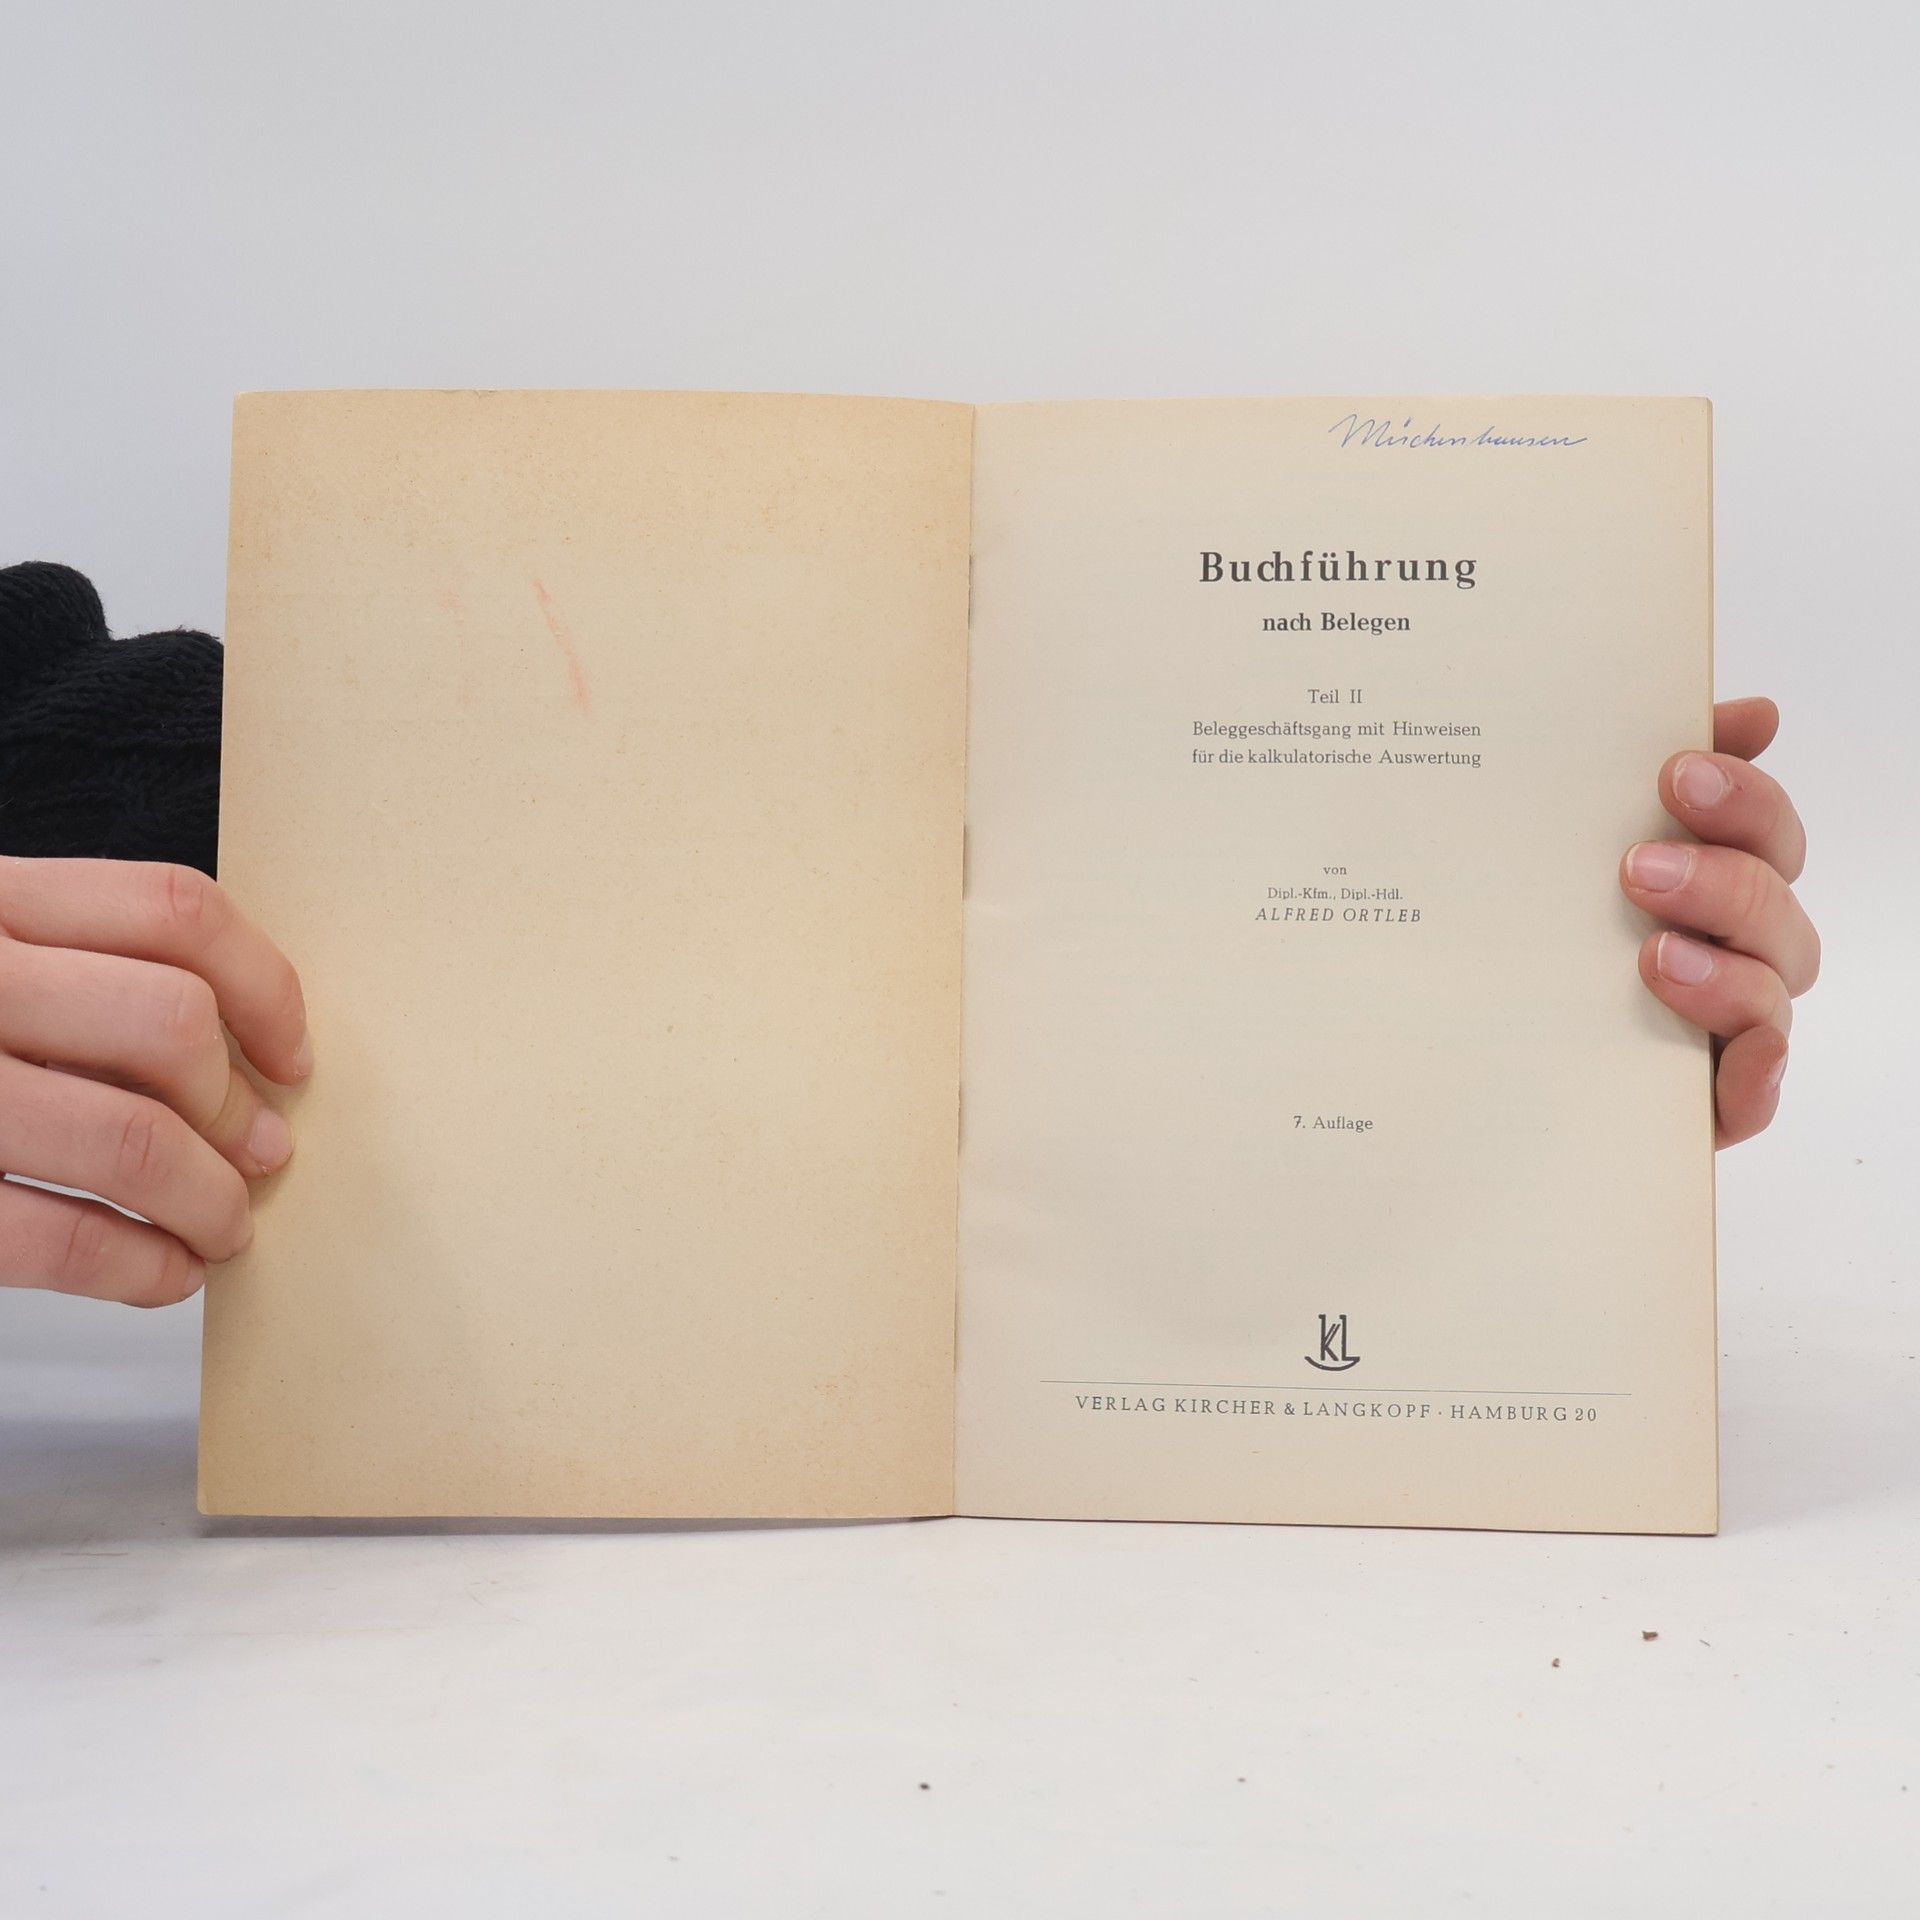 Buchführung
nach Belegen
Teil II
Beleggeschäftsgang mit Hinweisen
für die kalkulatorische Auswertung
von
Dipl.-Kfm., Dipl.-Hdl.
ALFRED ORTLEB
7. Auflage
KL
VERLAG KIRCHER & LANGKOPF · HAMBURG 20